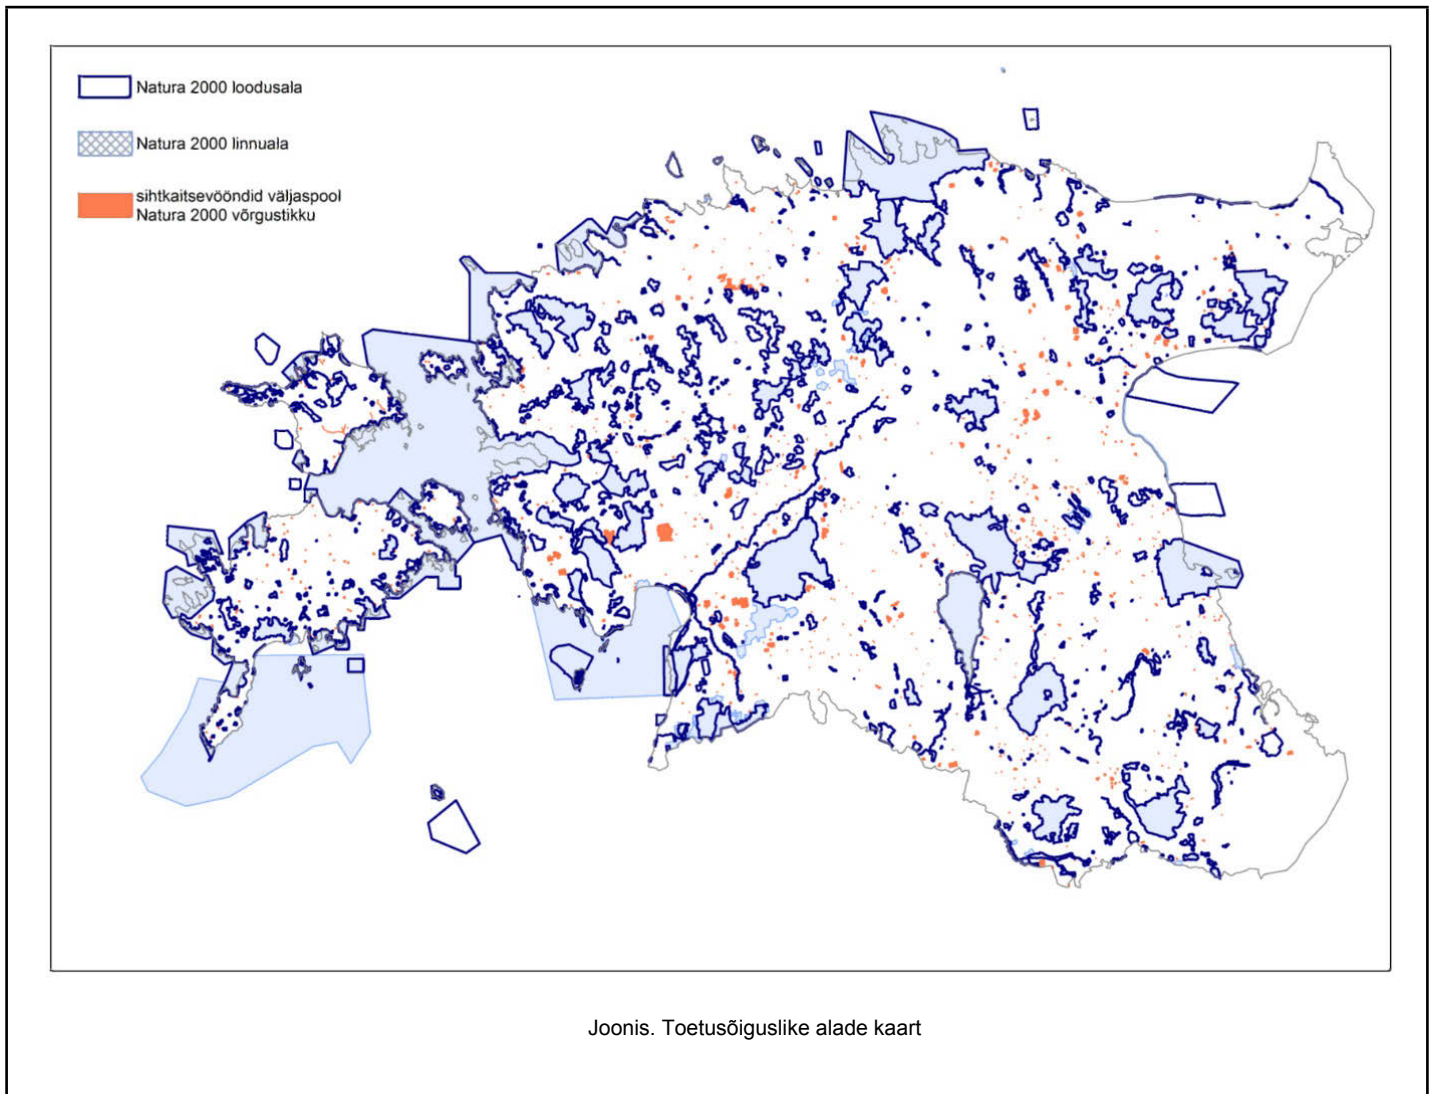 Natura 2000 loodusala
Natura 2000 linnuala
sihtkaitsevööndid väljaspool
Natura 2000 võrgustikku
Joonis. Toetusõiguslike alade kaart